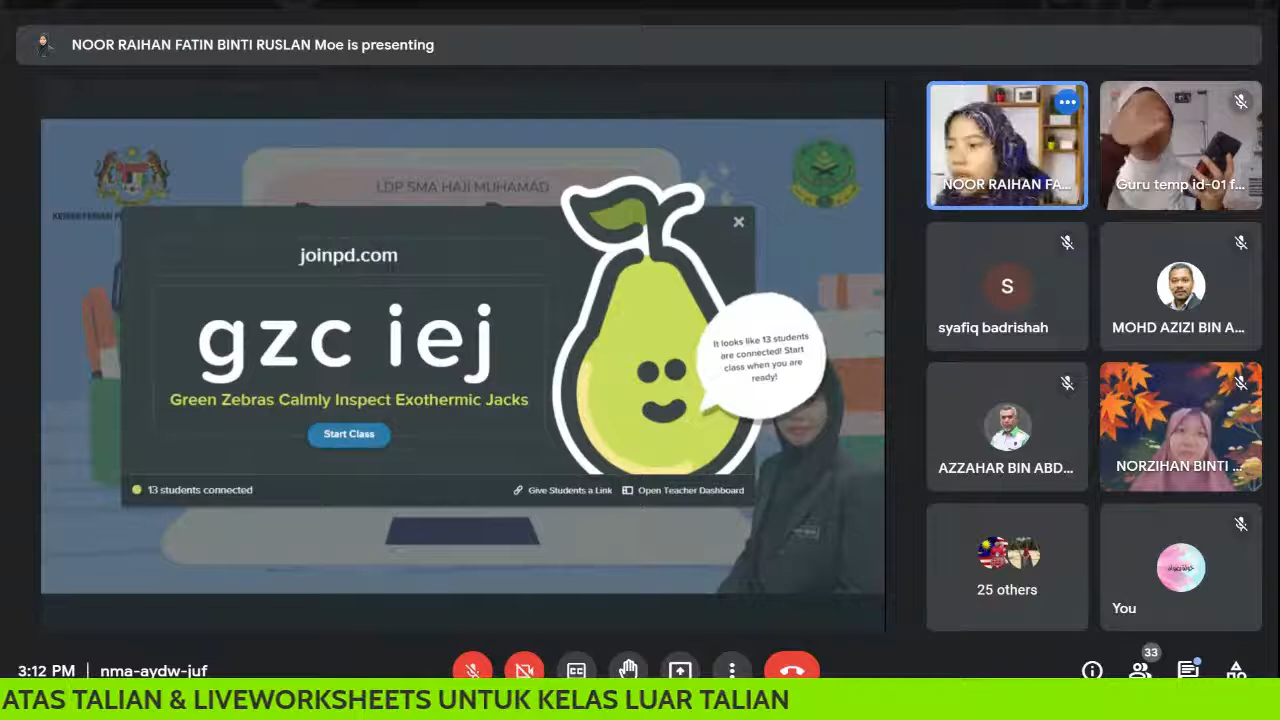 NOOR RAIHAN FATIN BINTI RUSLAN Moe is presenting
LDP SMA HAJI MUHAMAD
joinpd.com
gzc iej
Green Zebras Calmly Inspect Exothermic Jacks
Start Class
13 students connected
Give Students a Link
Open Teacher Dashboard
It looks like 13 students
are connected! Start
class when you are
ready!
NOOR RAIHAN FA...
Guru temp id-01 f...
syafiq badrishah
MOHD AZIZI BIN A...
AZZAHAR BIN ABD...
NORZIHAN BINTI ...
25 others
You
S
3:12 PM | nma-aydw-juf
33
ATAS TALIAN & LIVEWORKSHEETS UNTUK KELAS LUAR TALIAN